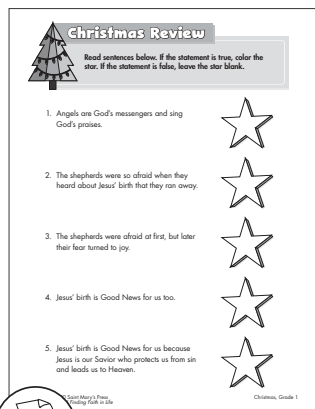 Christmas Review
Read sentences below. If the statement is true, color the
star. If the statement is false, leave the star blank.
1. Angels are God's messengers and sing
God's praises.
2. The shepherds were so afraid when they
heard about Jesus' birth that they ran away.
3. The shepherds were afraid at first, but later
their fear turned to joy.
4. Jesus' birth is Good News for us too.
5. Jesus' birth is Good News for us because
Jesus is our Savior who protects us from sin
and leads us to Heaven.
Saint Mary's Press
Finding Faith in Life
Christmas, Grade 1